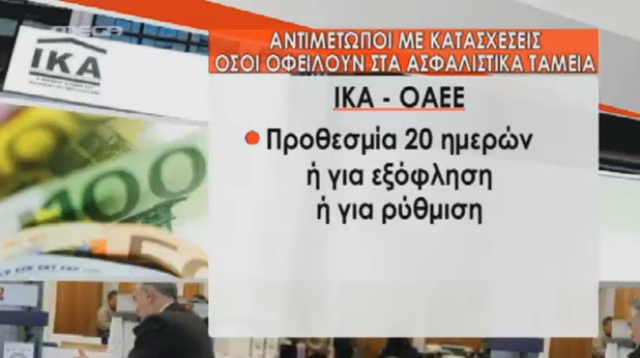 MEGA
ΑΝΤΙΜΕΤΩΠΟΙ ΜΕ ΚΑΤΑΣΧΕΣΕΙΣ
ΟΣΟΙ ΟΦΕΙΛΟΥΝ ΣΤΑ ΑΣΦΑΛΙΣΤΙΚΑ ΤΑΜΕΙΑ
ΙΚΑ
ΙΚΑ - ΟΑΕΕ
Προθεσμία 20 ημερών
ή για εξόφληση
ή για ρύθμιση
100